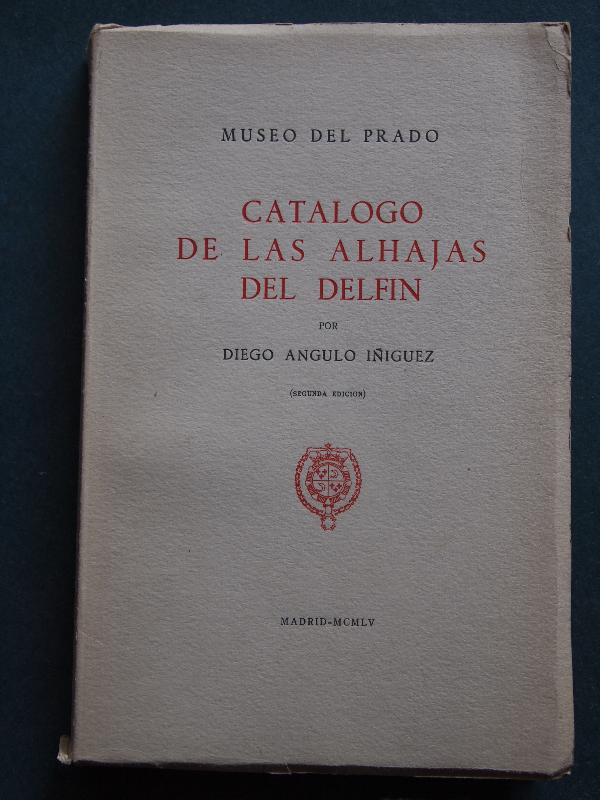 MUSEO DEL PRADO
CATALOGO
DE LAS ALHAJAS
DEL DELFIN
POR
DIEGO ANGULO IÑIGUEZ
(SEGUNDA EDICION)
MADRID-MCMLV